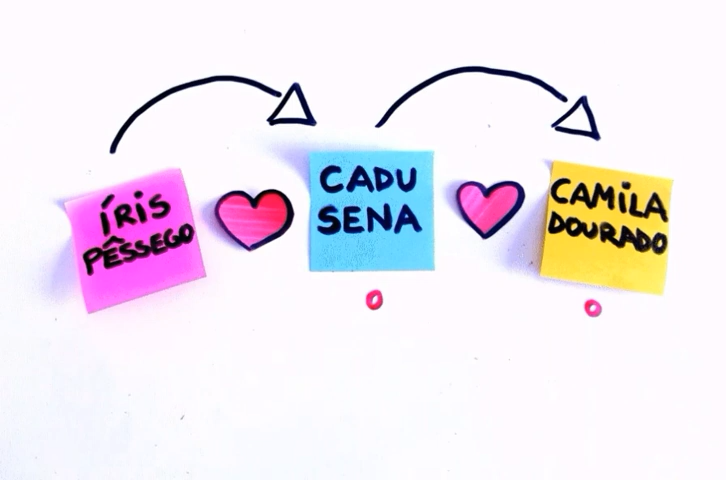 ÍRIS
PÊSSEGO
CADU
SENA
CAMILA
DOURADO